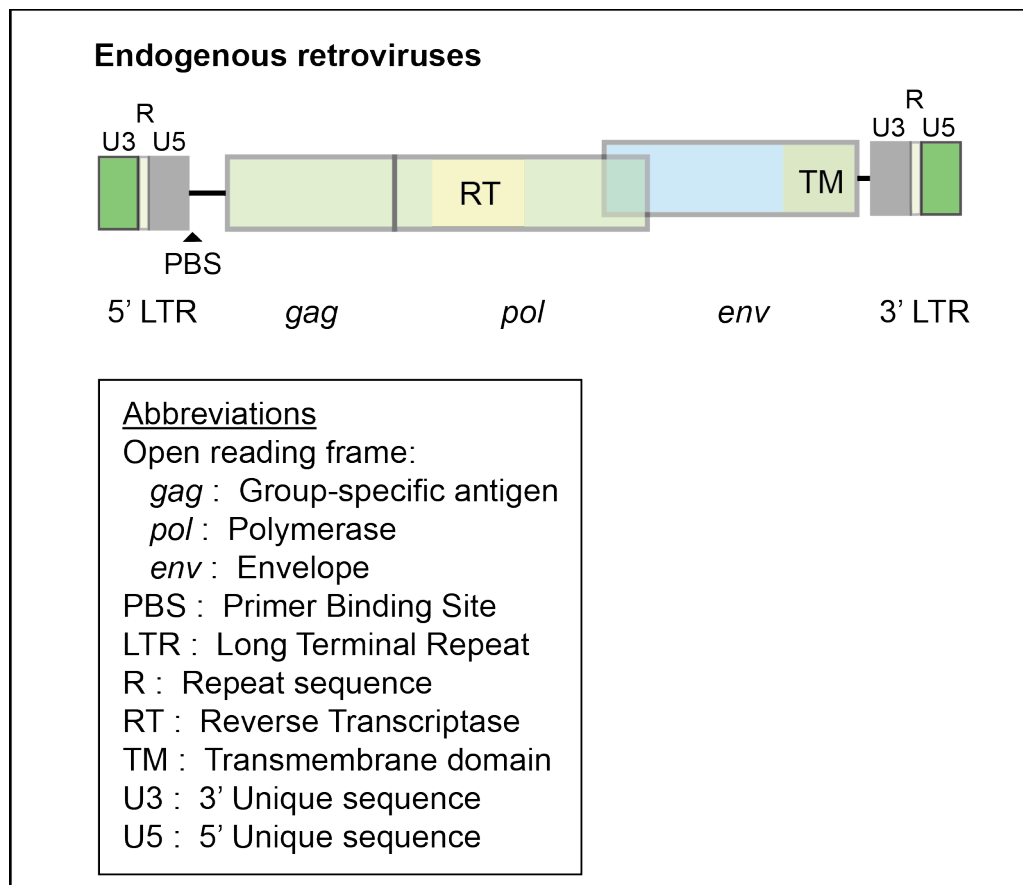 Endogenous retroviruses
R
U3 U5
R
U3 U5
RT
TM
PBS
5’ LTR gag pol env 3’ LTR
Abbreviations
Open reading frame:
gag : Group-specific antigen
pol : Polymerase
env : Envelope
PBS : Primer Binding Site
LTR : Long Terminal Repeat
R : Repeat sequence
RT : Reverse Transcriptase
TM : Transmembrane domain
U3 : 3’ Unique sequence
U5 : 5’ Unique sequence